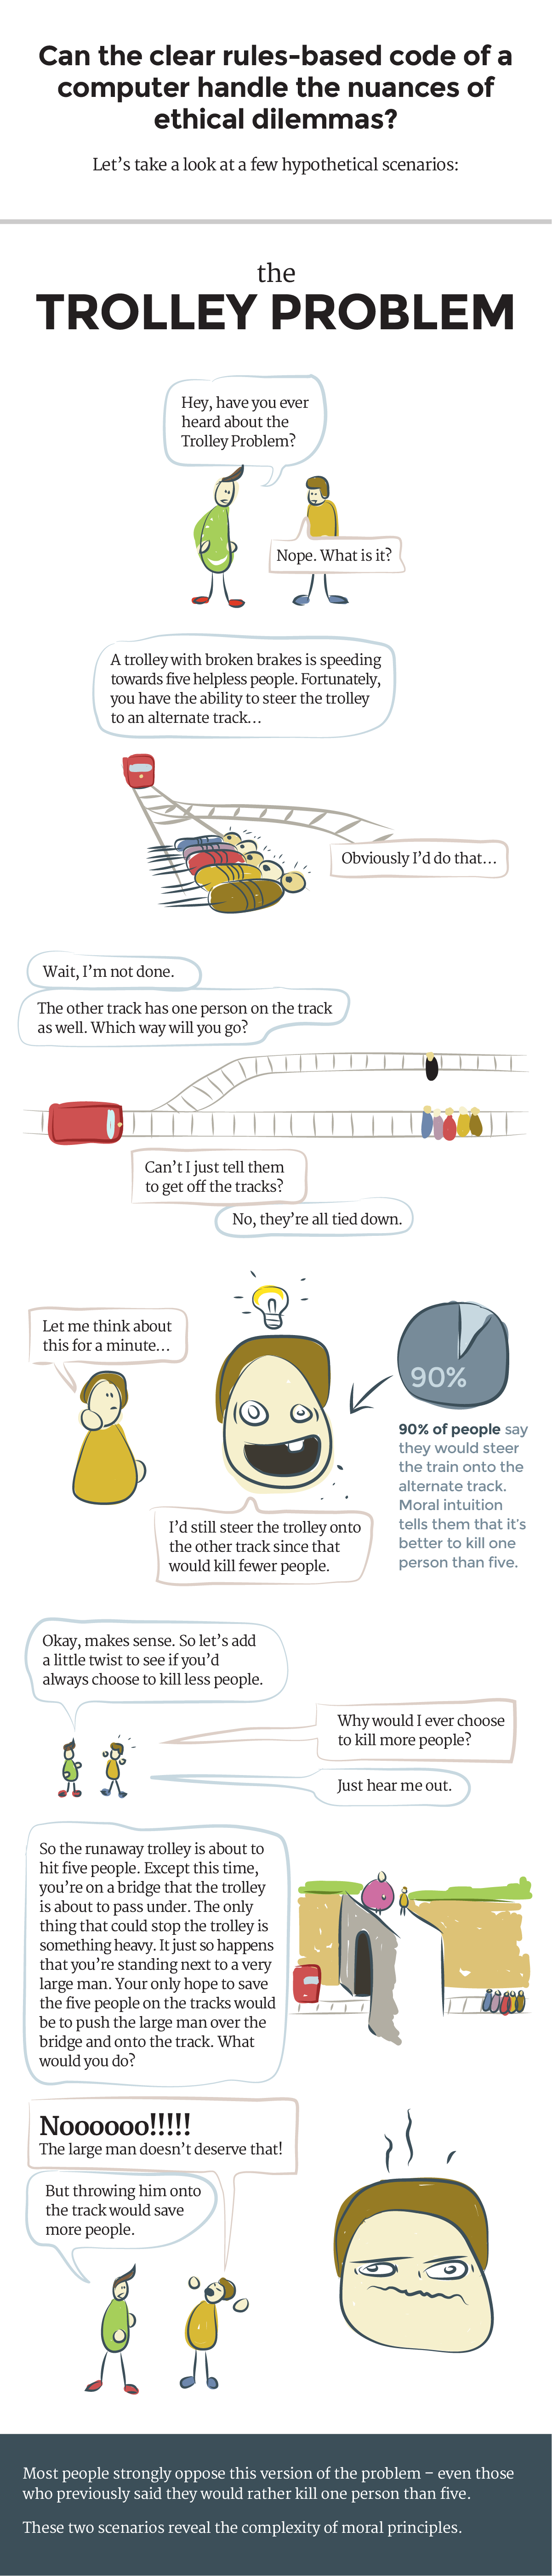 Can the clear rules-based code of a
computer handle the nuances of
ethical dilemmas?
Let's take a look at a few hypothetical scenarios:
the
TROLLEY PROBLEM
Hey, have you ever
heard about the
Trolley Problem?
Nope. What is it?
A trolley with broken brakes is speeding
towards five helpless people. Fortunately,
you have the ability to steer the trolley
to an alternate track...
Obviously I'd do that...
Wait, I'm not done.
The other track has one person on the track
as well. Which way will you go?
Can't I just tell them
to get off the tracks?
No, they're all tied down.
Let me think about
this for a minute...
90%
90% of people say
they would steer
the train onto the
alternate track.
Moral intuition
tells them that it's
better to kill one
person than five.
I'd still steer the trolley onto
the other track since that
would kill fewer people.
Okay, makes sense. So let's add
a little twist to see if you'd
always choose to kill less people.
Why would I ever choose
to kill more people?
Just hear me out.
So the runaway trolley is about to
hit five people. Except this time,
you're on a bridge that the trolley
is about to pass under. The only
thing that could stop the trolley is
something heavy. It just so happens
that you're standing next to a very
large man. Your only hope to save
the five people on the tracks would
be to push the large man over the
bridge and onto the track. What
would you do?
Noooooo!!!!!
The large man doesn't deserve that!
But throwing him onto
the track would save
more people.
Most people strongly oppose this version of the problem – even those
who previously said they would rather kill one person than five.
These two scenarios reveal the complexity of moral principles.